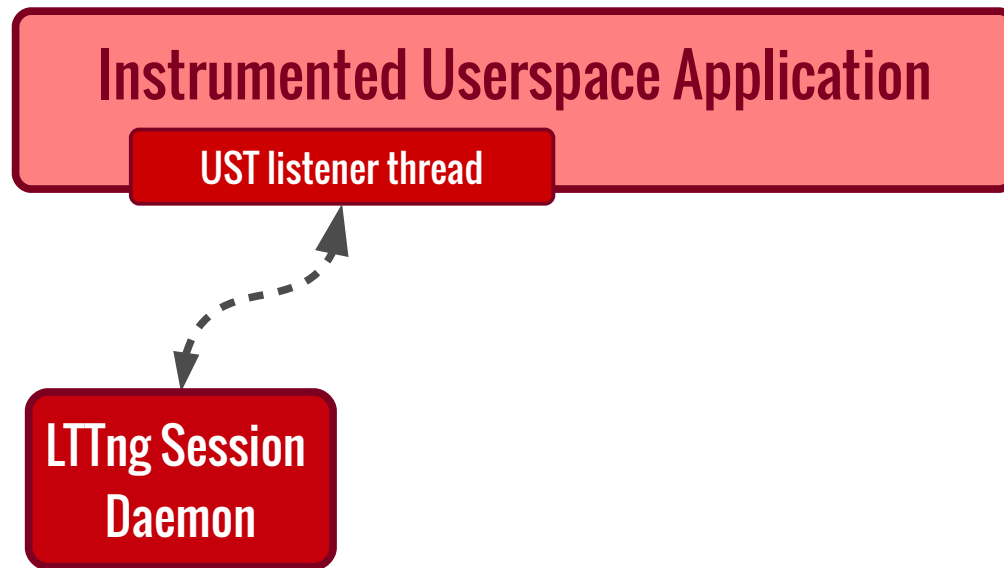 Instrumented Userspace Application
UST listener thread
LTTng Session
Daemon